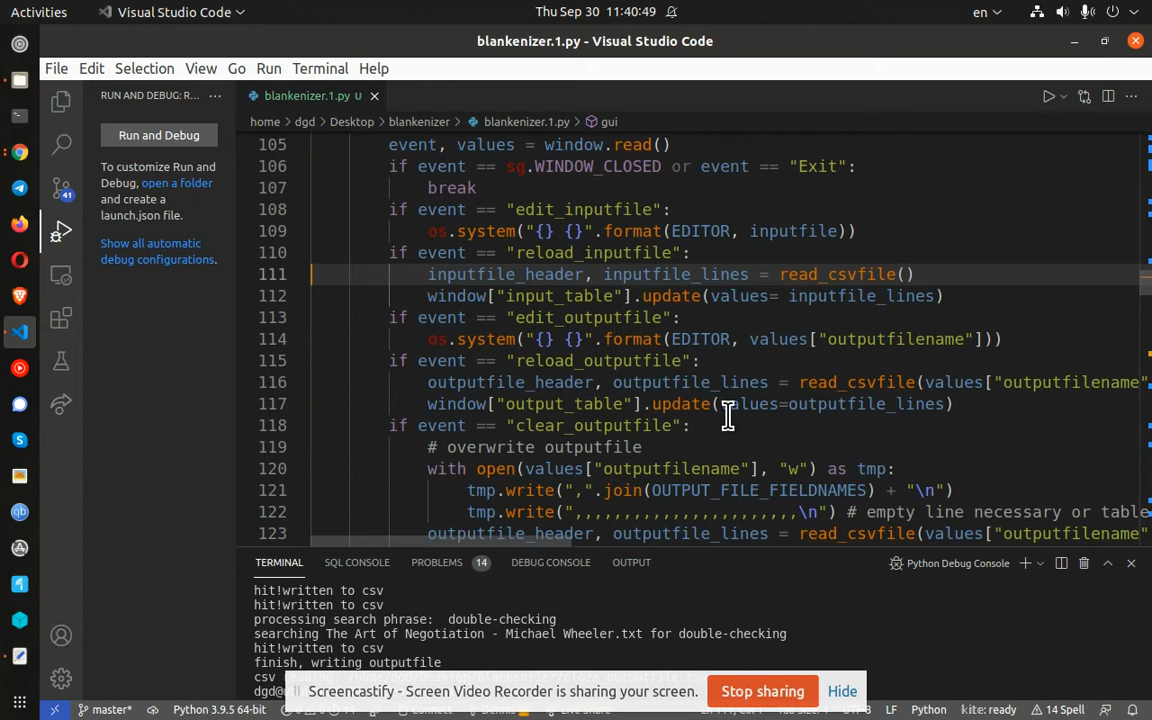 Activities Visual Studio Code Thu Sep 30 11:40:49 en
blankenizer.1.py - Visual Studio Code
File Edit Selection View Go Run Terminal Help
RUN AND DEBUG: R... ...
Run and Debug
To customize Run and
Debug, open a folder
and create a
launch.json file.
Show all automatic
debug configurations.
41
blankenizer.1.py U
home > dgd > Desktop > blankenizer > blankenizer.1.py > gui
105 event, values = window.read()
106 if event == sg.WINDOW_CLOSED or event == "Exit":
107 break
108 if event == "edit_inputfile":
109 os.system("{} {}".format(EDITOR, inputfile))
110 if event == "reload_inputfile":
111 inputfile_header, inputfile_lines = read_csvfile()
112 window["input_table"].update(values= inputfile_lines)
113 if event == "edit_outputfile":
114 os.system("{} {}".format(EDITOR, values["outputfilename"]))
115 if event == "reload_outputfile":
116 outputfile_header, outputfile_lines = read_csvfile(values["outputfilename"
117 window["output_table"].update(values=outputfile_lines)
118 if event == "clear_outputfile":
119 # overwrite outputfile
120 with open(values["outputfilename"], "w") as tmp:
121 tmp.write(",".join(OUTPUT_FILE_FIELDNAMES) + "\n")
122 tmp.write(",,,,,,,,,,,,,,,,,,,,,,,\n") # empty line necessary or table
123 outputfile_header, outputfile_lines = read_csvfile(values["outputfilename"
TERMINAL SQL CONSOLE PROBLEMS 14 DEBUG CONSOLE OUTPUT Python Debug Console
hit!written to csv
hit!written to csv
processing search phrase: double-checking
searching The Art of Negotiation - Michael Wheeler.txt for double-checking
hit!written to csv
finish, writing outputfile
Screencastify - Screen Video Recorder is sharing your screen. Stop sharing Hide
master* Python 3.9.5 64-bit UTF-8 LF Python kite: ready 14 Spell